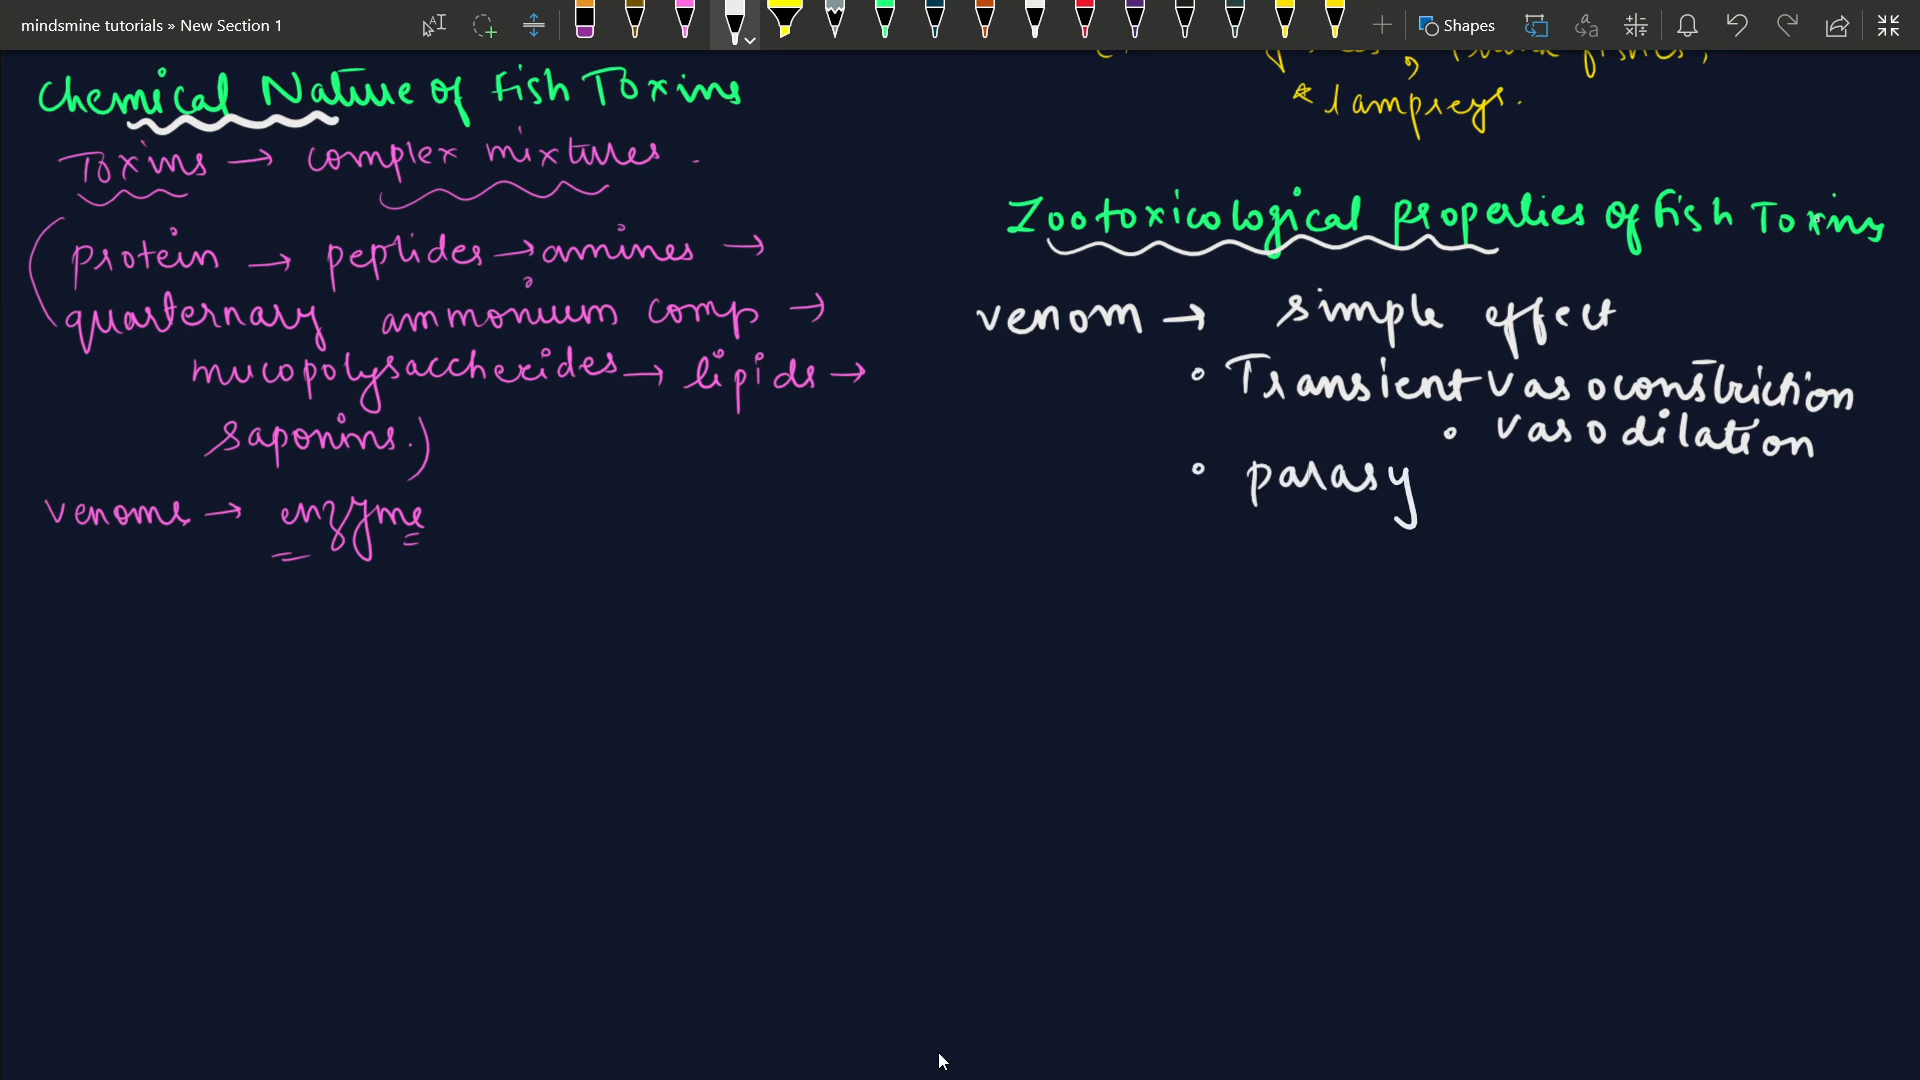 mindsmine tutorials » New Section 1
Shapes
Chemical Nature of Fish Toxins
Toxins → complex mixtures.
(protein → peptides → amines →
quarternary ammonium comp →
mucopolysaccherides → lipids →
saponins.)
venoms → enzyme
* lampreys.
Zootoxicological properties of Fish Toxins
venom → simple effect
• Transient vasoconstriction
• vasodilation
• parasy